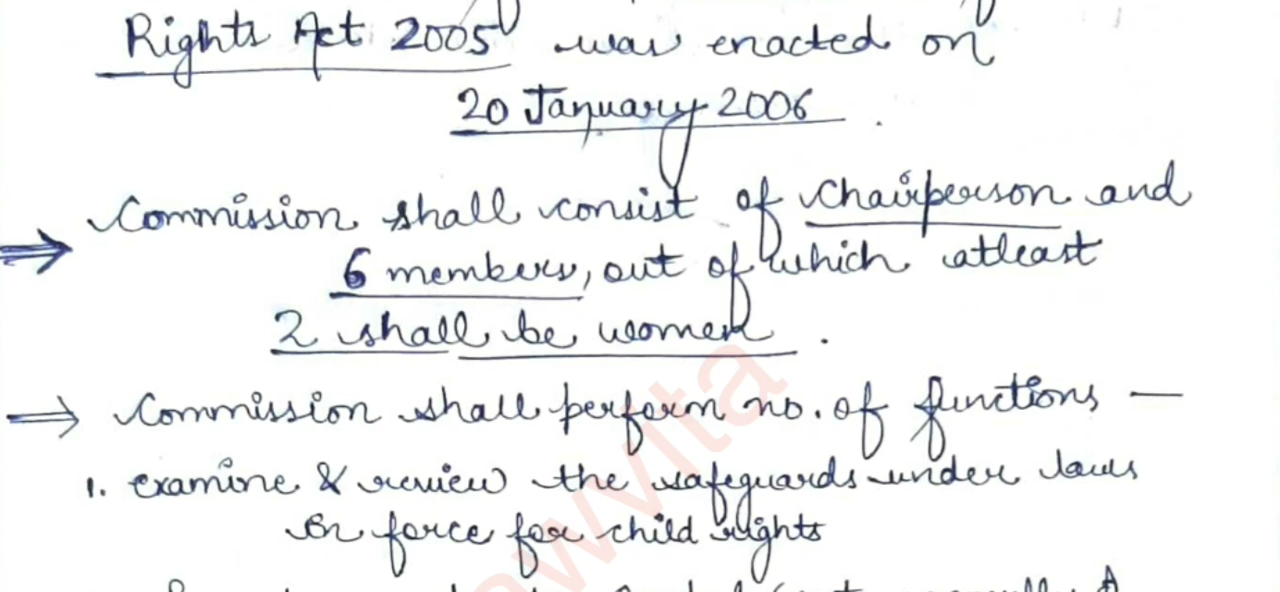 Rights Act 2005 was enacted on
20 January 2006.
⇒ Commission shall consist of chairperson and
6 members, out of which atleast
2 shall be women.
⇒ Commission shall perform no. of functions —
1. examine & review the safeguards under laws
in force for child rights